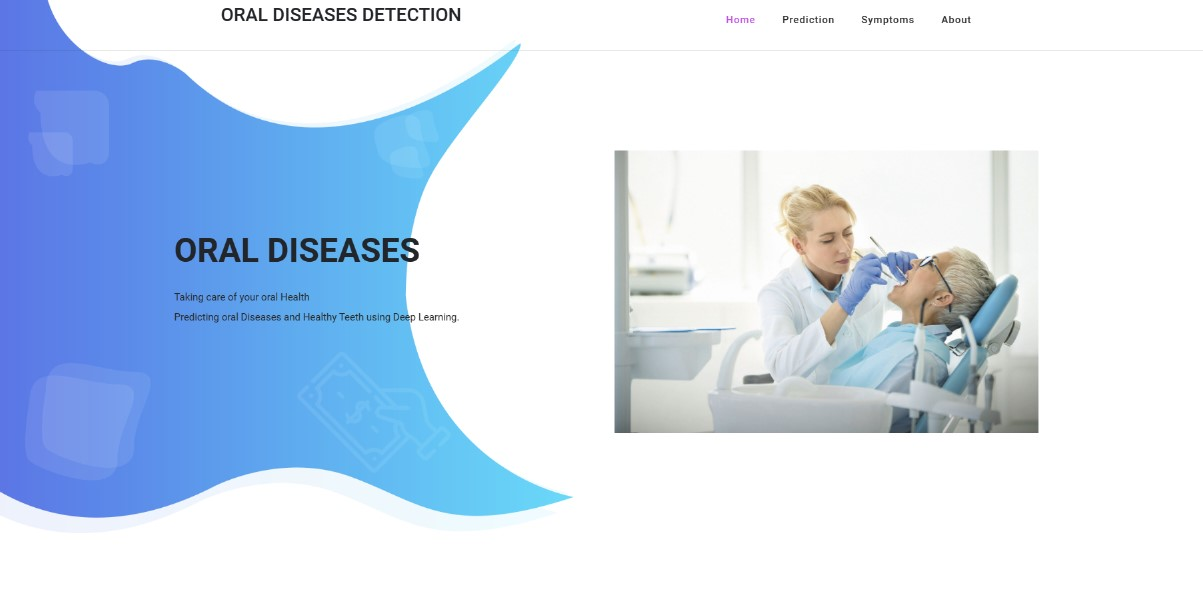 ORAL DISEASES DETECTION
Home Prediction Symptoms About
ORAL DISEASES
Taking care of your oral Health
Predicting oral Diseases and Healthy Teeth using Deep Learning.
$